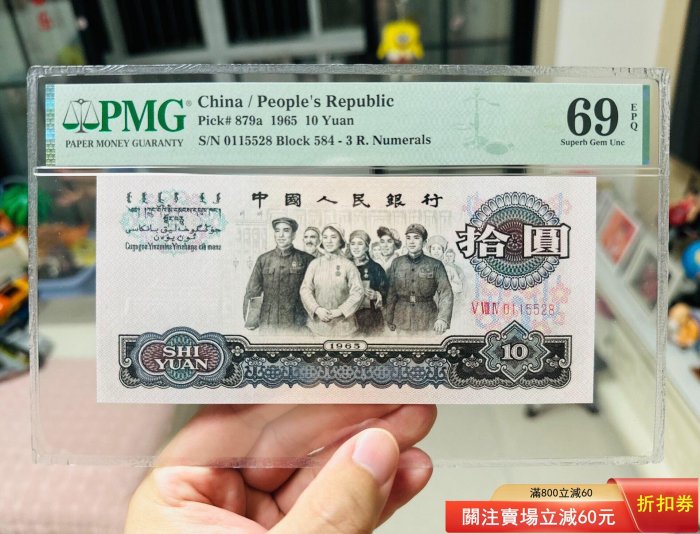 PMG
PAPER MONEY GUARANTY
China / People's Republic
Pick# 879a 1965 10 Yuan
S/N 0115528 Block 584 - 3 R. Numerals
69
EPQ
Superb Gem Unc
中國人民銀行
拾圓
V VIII IV 0115528
1965
SHI
YUAN
10
滿800立減60
關注賣場立減60元
折扣券